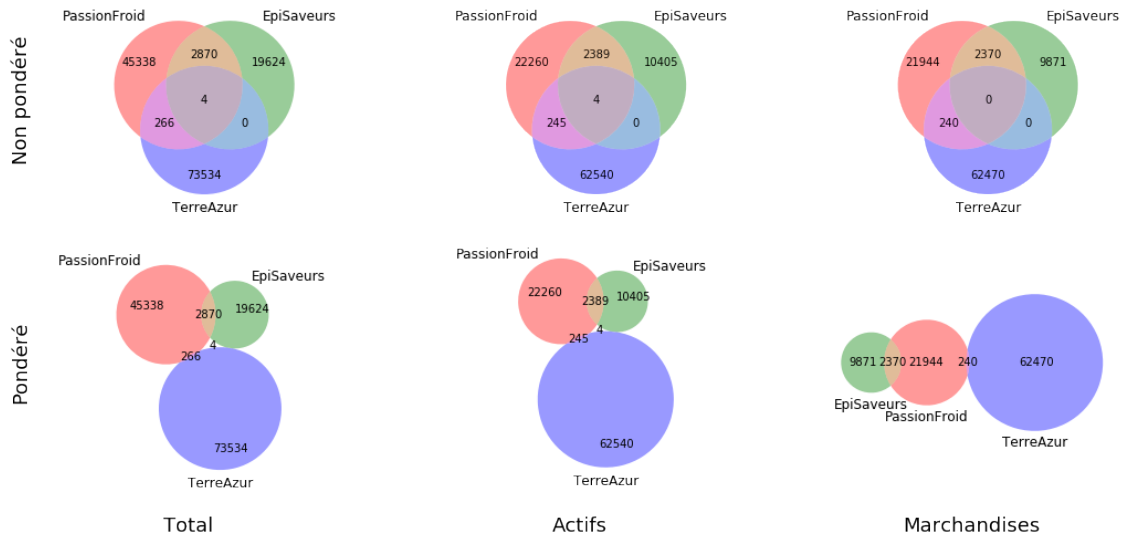 PassionFroid
EpiSaveurs
45338
2870
19624
4
266
0
73534
TerreAzur
PassionFroid
EpiSaveurs
22260
2389
10405
4
245
0
62540
TerreAzur
PassionFroid
EpiSaveurs
21944
2370
9871
0
240
0
62470
TerreAzur
Non pondéré
PassionFroid
EpiSaveurs
45338
2870
19624
4
266
73534
TerreAzur
PassionFroid
EpiSaveurs
22260
2389
10405
4
245
62540
TerreAzur
9871
2370
21944
240
62470
EpiSaveurs
PassionFroid
TerreAzur
Pondéré
Total
Actifs
Marchandises